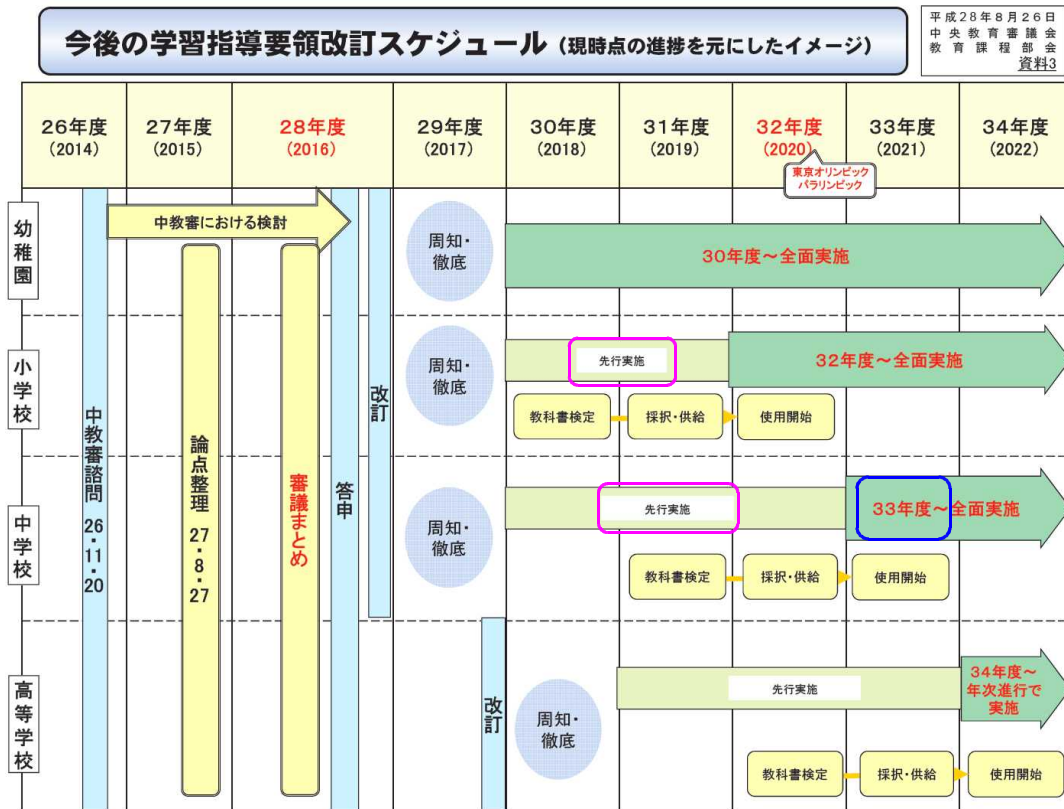 今後の学習指導要領改訂スケジュール（現時点の進捗を元にしたイメージ）
平成28年8月26日
中央教育審議会
教育課程部会
資料3
26年度
(2014)
27年度
(2015)
28年度
(2016)
29年度
(2017)
30年度
(2018)
31年度
(2019)
32年度
(2020)
33年度
(2021)
34年度
(2022)
東京オリンピック
パラリンピック
幼稚園
中教審における検討
周知・
徹底
30年度～全面実施
小学校
周知・
徹底
先行実施
32年度～全面実施
教科書検定
採択・供給
使用開始
中教審諮問 26・11・20
論点整理 27・8・27
審議まとめ
答申
改訂
中学校
周知・
徹底
先行実施
33年度～全面実施
教科書検定
採択・供給
使用開始
高等学校
改訂
周知・
徹底
先行実施
34年度～
年次進行で
実施
教科書検定
採択・供給
使用開始